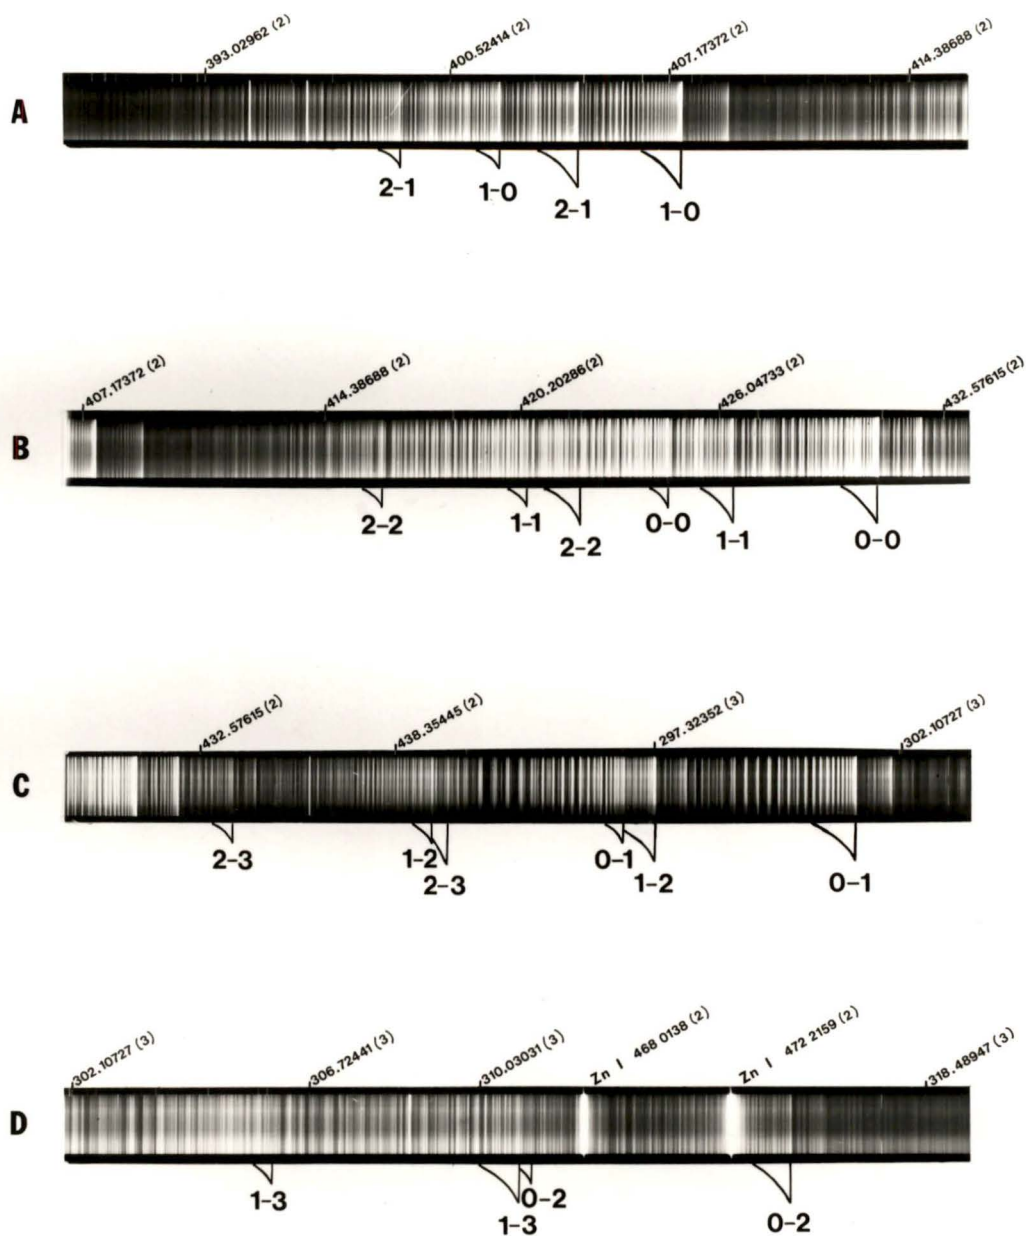 393.02962 (2) 400.52414 (2) 407.17372 (2) 414.38688 (2)
A
2-1 1-0 2-1 1-0
407.17372 (2) 414.38688 (2) 420.20286(2) 426.04733 (2) 432.57615 (2)
B
2-2 1-1 2-2 0-0 1-1 0-0
432.57615 (2) 438.35445 (2) 297.32352 (3) 302.10727 (3)
C
2-3 1-2 2-3 0-1 1-2 0-1
302.10727 (3) 306.72441 (3) 310.03031 (3) Zn I 468 0138 (2) Zn I 472 2159 (2) 318.48947 (3)
D
1-3 1-3 0-2 0-2